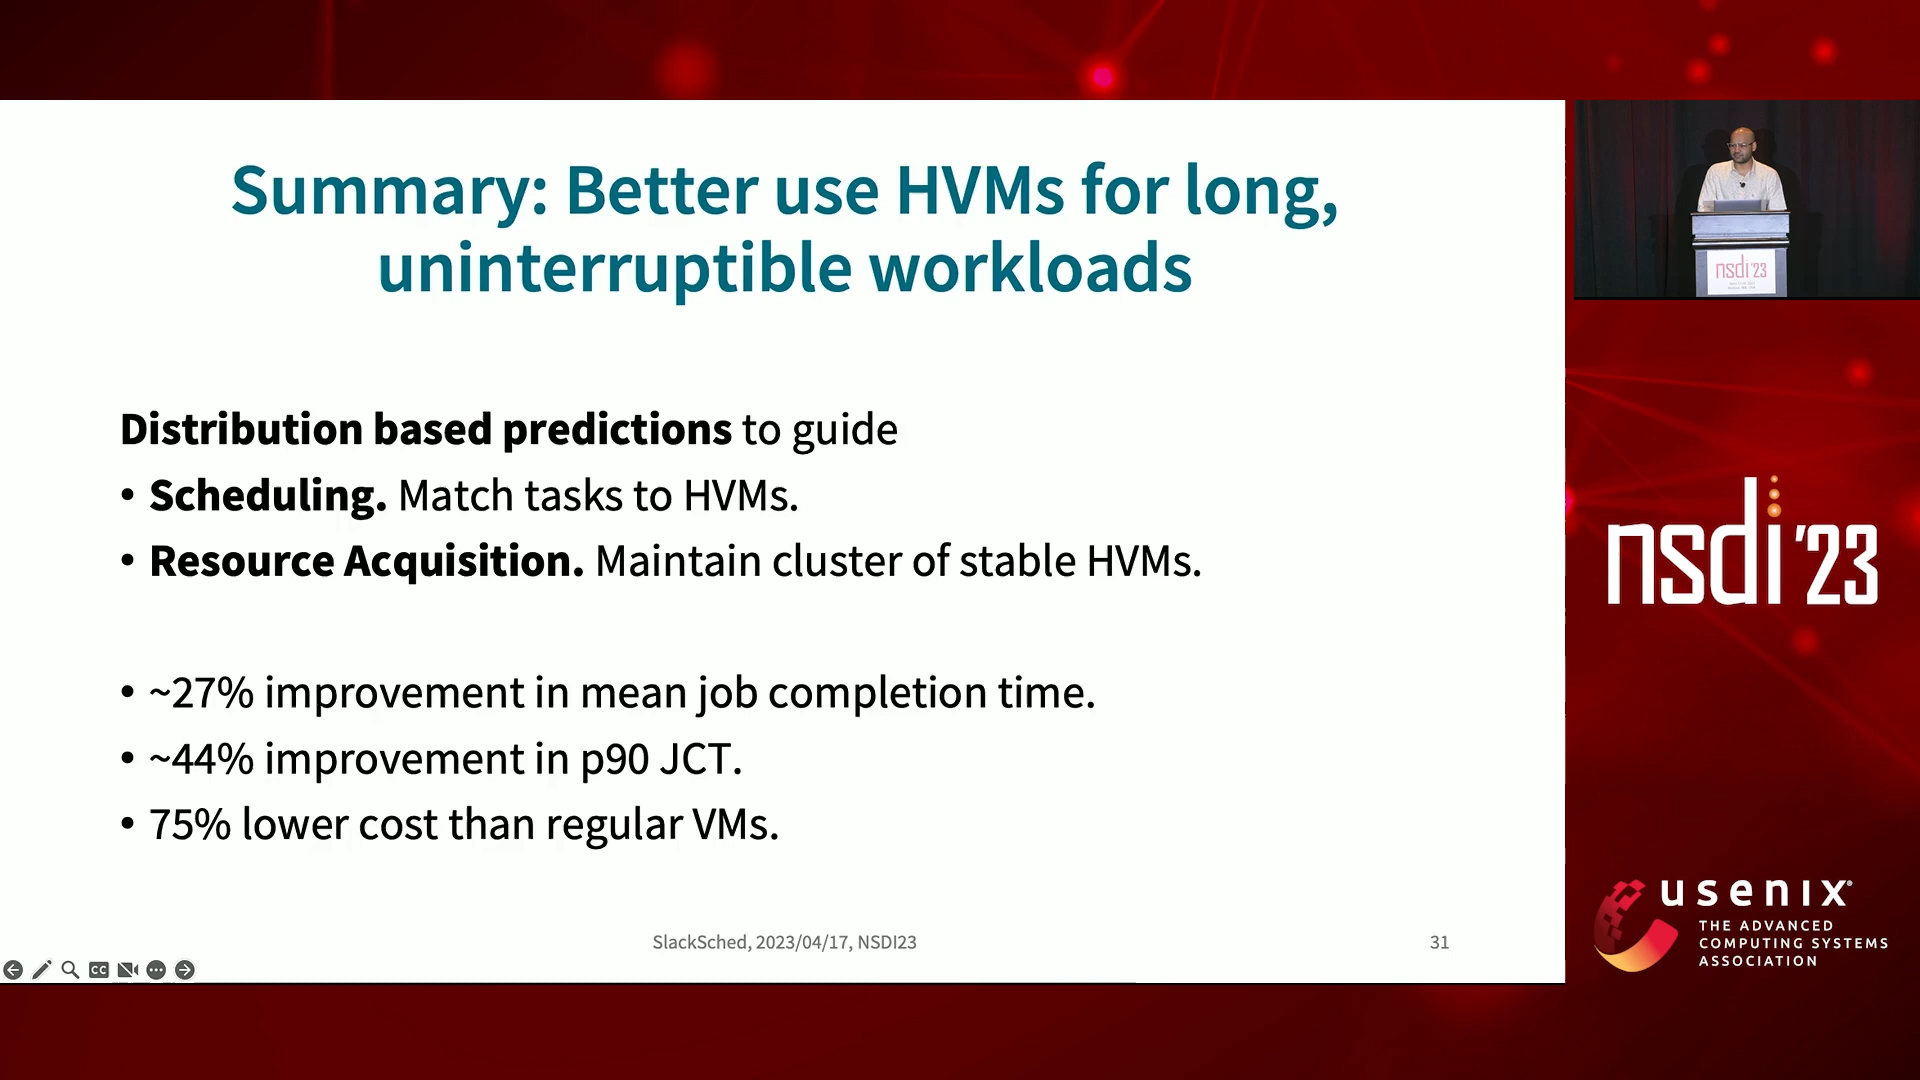 Summary: Better use HVMs for long,
uninterruptible workloads
Distribution based predictions to guide
• Scheduling. Match tasks to HVMs.
• Resource Acquisition. Maintain cluster of stable HVMs.
• ~27% improvement in mean job completion time.
• ~44% improvement in p90 JCT.
• 75% lower cost than regular VMs.
SlackSched, 2023/04/17, NSDI23
31
CC
nsdi '23
nsdi '23
usenix®
THE ADVANCED
COMPUTING SYSTEMS
ASSOCIATION